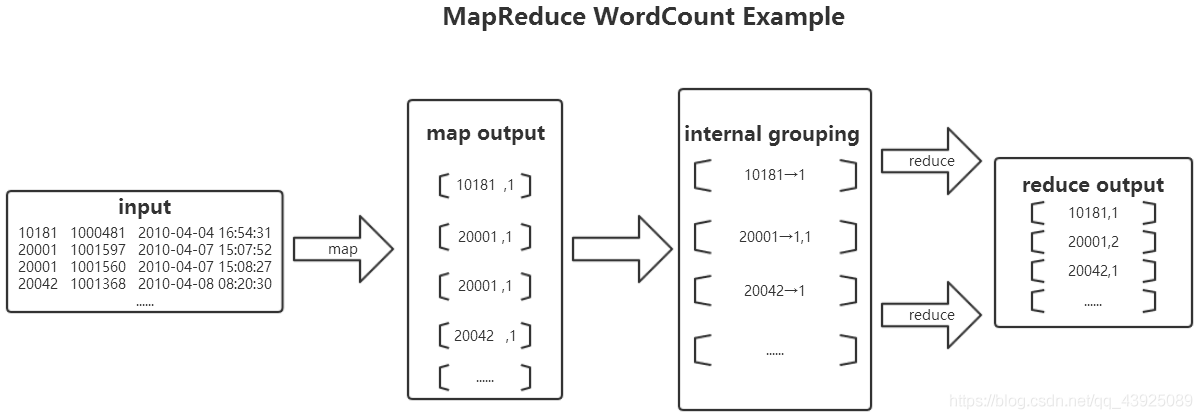 MapReduce WordCount Example
input
10181 1000481 2010-04-04 16:54:31
20001 1001597 2010-04-07 15:07:52
20001 1001560 2010-04-07 15:08:27
20042 1001368 2010-04-08 08:20:30
......
map
map output
10181 ,1
20001 ,1
20001 ,1
20042 ,1
......
internal grouping
10181→1
20001→1,1
20042→1
......
reduce
reduce
reduce output
10181,1
20001,2
20042,1
......
https://blog.csdn.net/qq_43925089